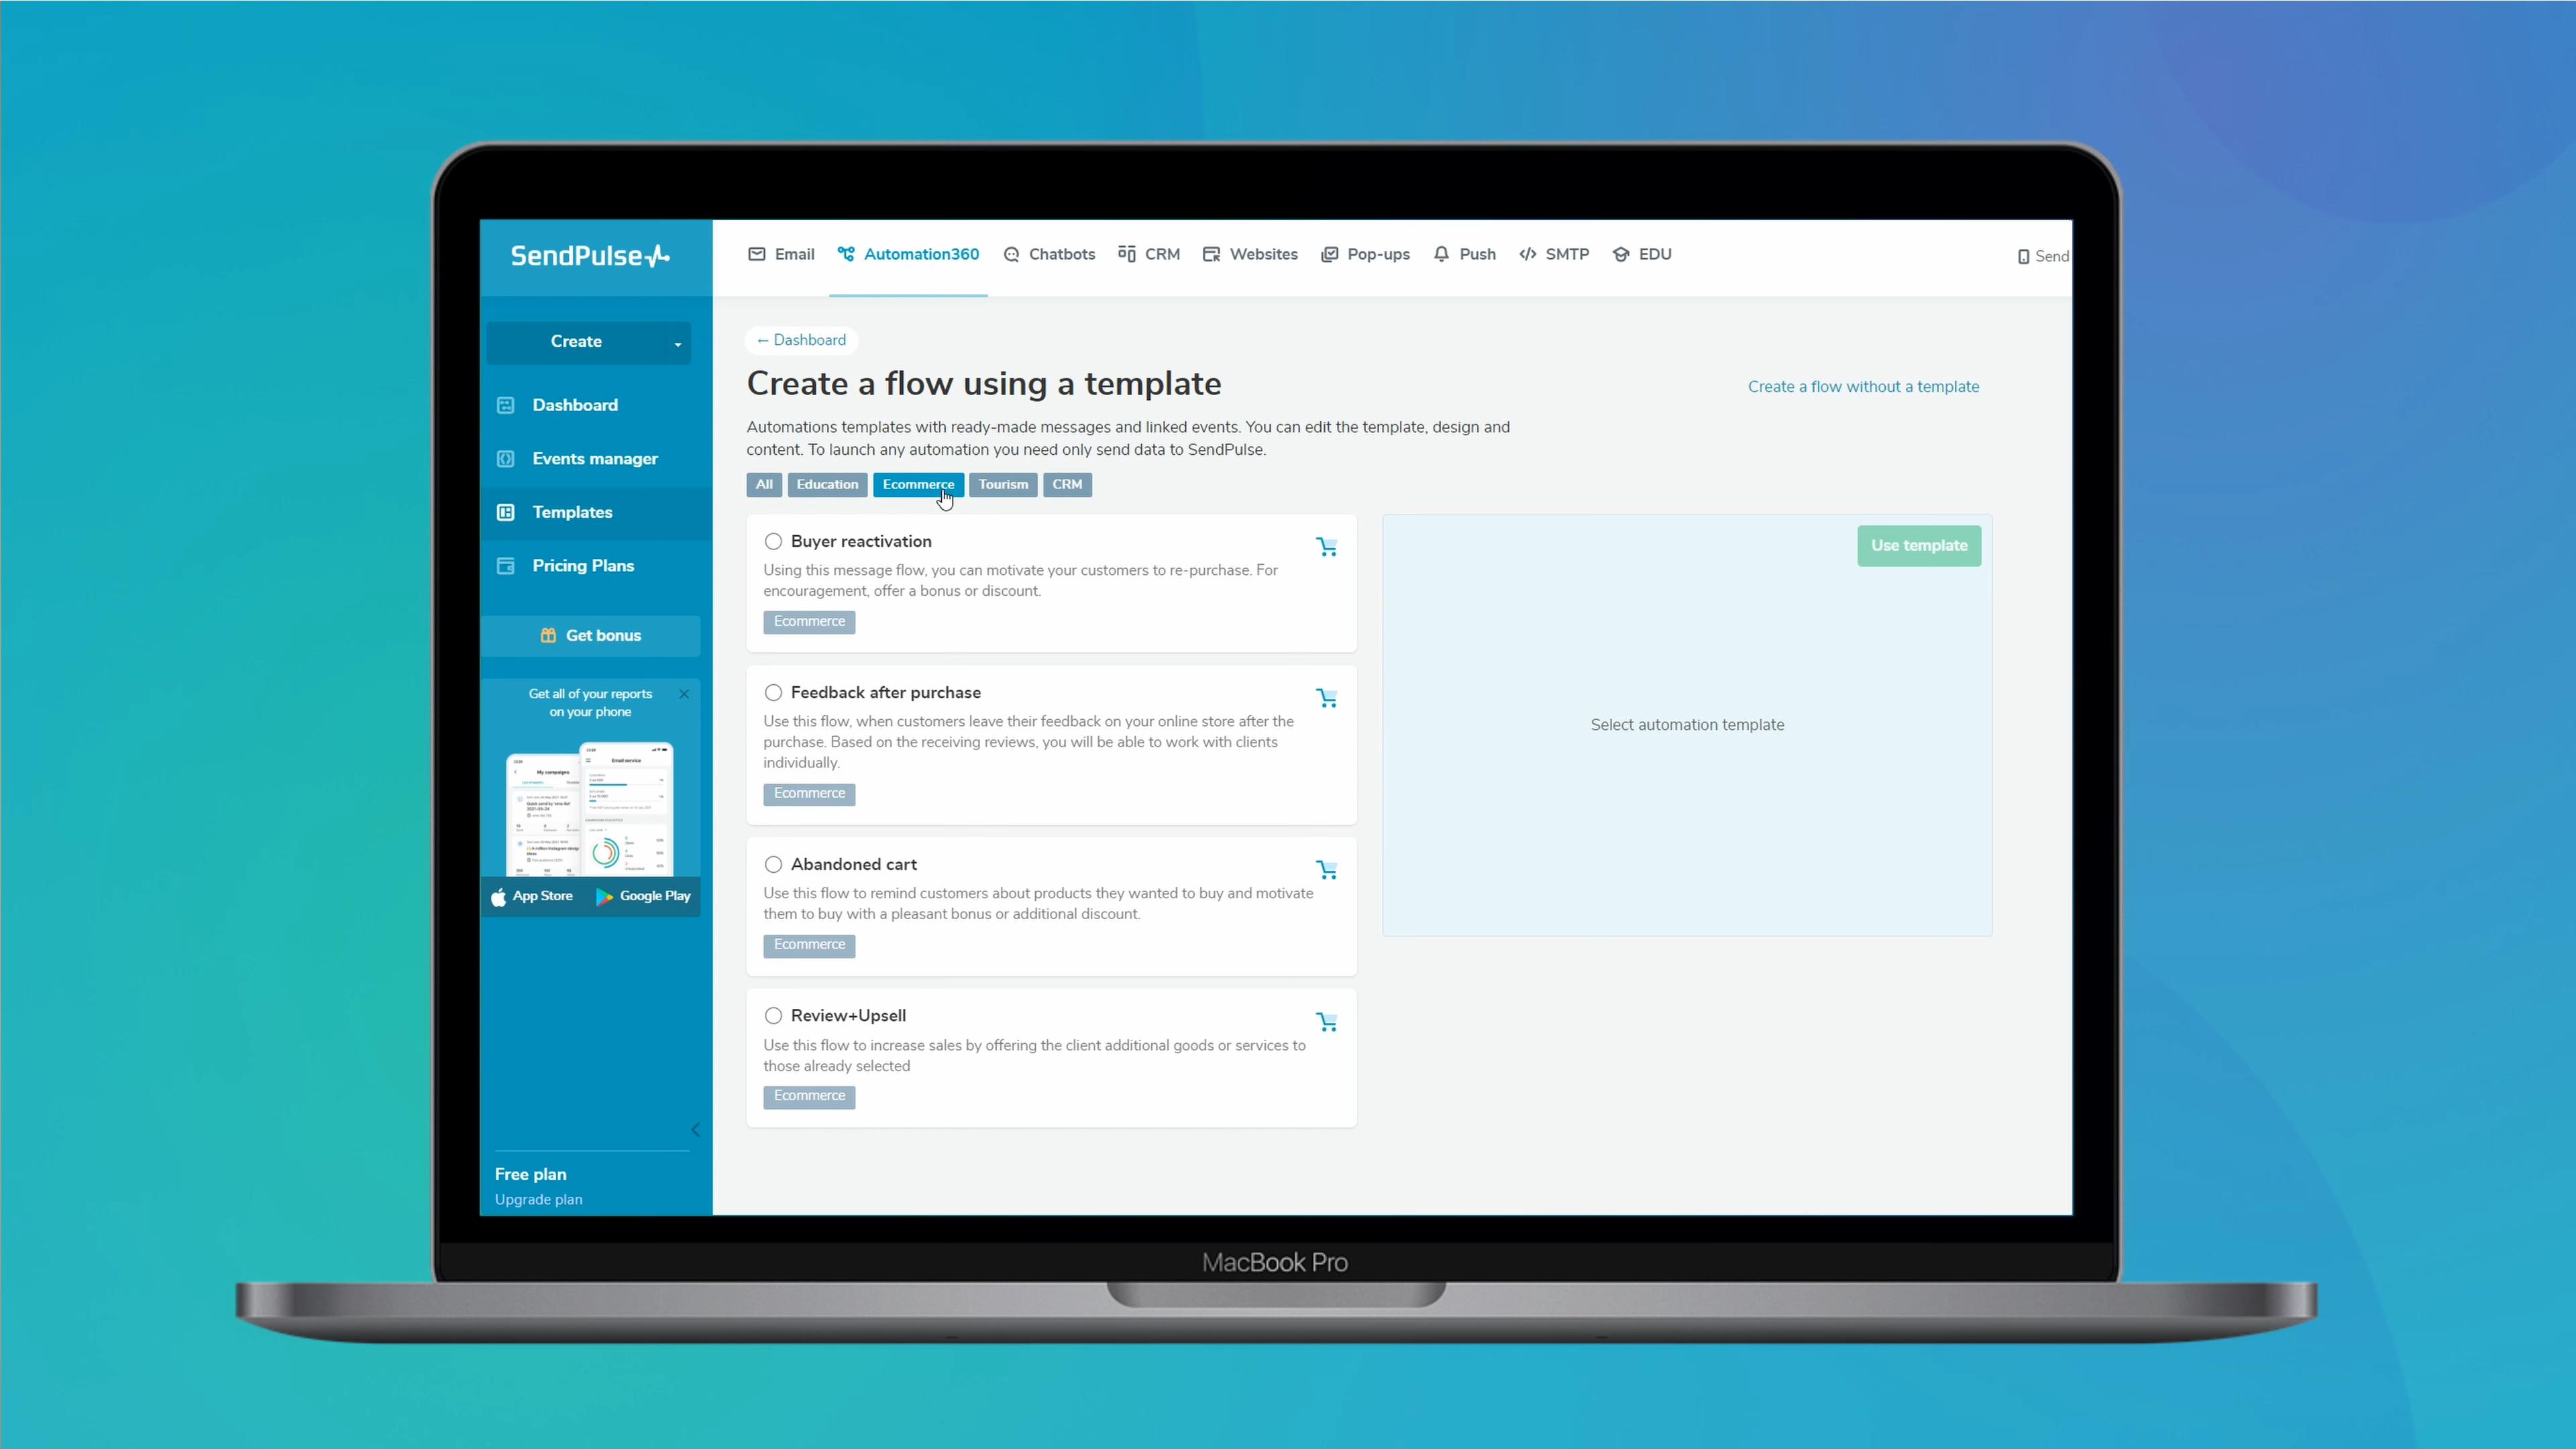 SendPulse
Email
Automation360
Chatbots
CRM
Websites
Pop-ups
Push
SMTP
EDU
Send
Create
Dashboard
Events manager
Templates
Pricing Plans
Get bonus
Get all of your reports
on your phone
My campaigns
Email service
App Store
Google Play
Free plan
Upgrade plan
← Dashboard
Create a flow using a template
Create a flow without a template
Automations templates with ready-made messages and linked events. You can edit the template, design and
content. To launch any automation you need only send data to SendPulse.
All
Education
Ecommerce
Tourism
CRM
Buyer reactivation
Using this message flow, you can motivate your customers to re-purchase. For
encouragement, offer a bonus or discount.
Ecommerce
Feedback after purchase
Use this flow, when customers leave their feedback on your online store after the
purchase. Based on the receiving reviews, you will be able to work with clients
individually.
Ecommerce
Abandoned cart
Use this flow to remind customers about products they wanted to buy and motivate
them to buy with a pleasant bonus or additional discount.
Ecommerce
Review+Upsell
Use this flow to increase sales by offering the client additional goods or services to
those already selected
Ecommerce
Use template
Select automation template
MacBook Pro